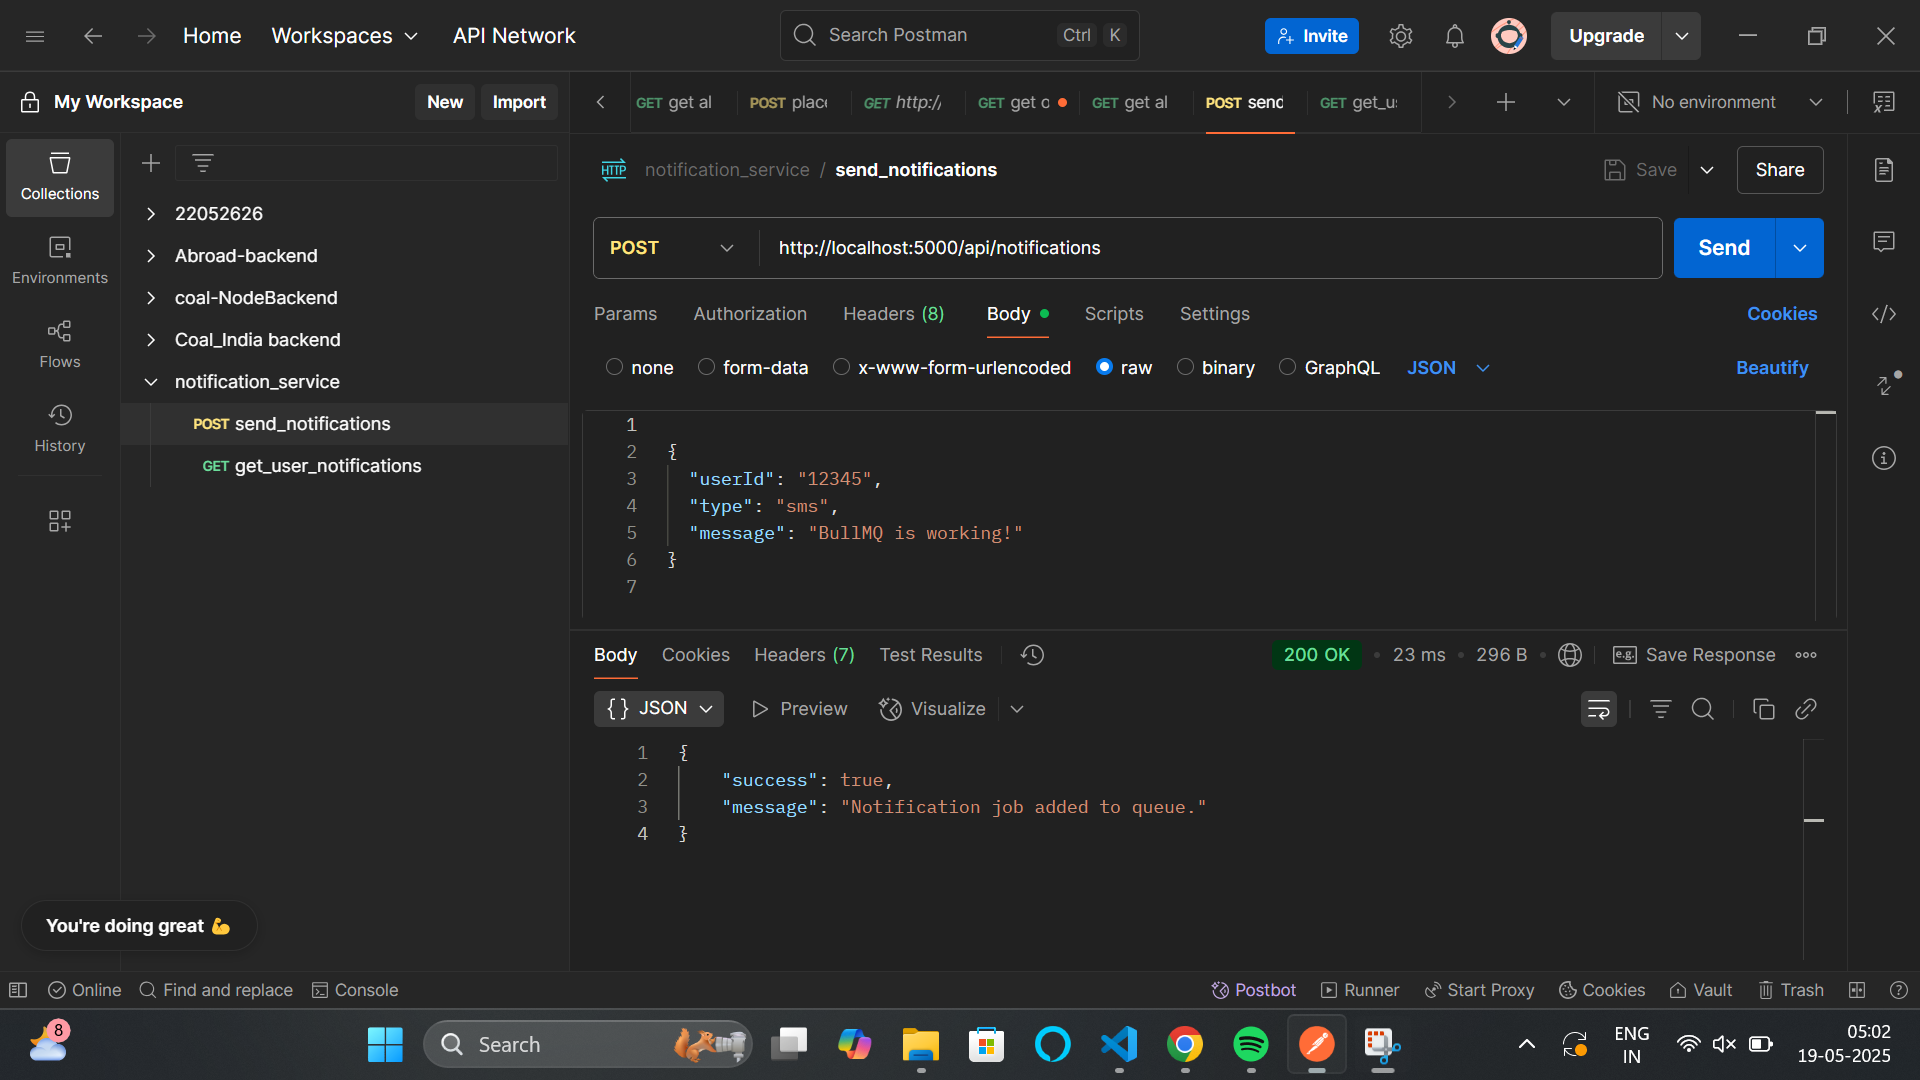 Home
Workspaces
API Network
Search Postman
Ctrl K
Invite
Upgrade
My Workspace
New
Import
GET get al
POST place
GET http://
GET get o
GET get al
POST send
GET get_u
No environment
Collections
Environments
Flows
History
22052626
Abroad-backend
coal-NodeBackend
Coal_India backend
notification_service
POST send_notifications
GET get_user_notifications
HTTP notification_service / send_notifications
Save
Share
POST
http://localhost:5000/api/notifications
Send
Params
Authorization
Headers (8)
Body
Scripts
Settings
Cookies
none
form-data
x-www-form-urlencoded
raw
binary
GraphQL
JSON
Beautify
1
2 {
3 "userId": "12345",
4 "type": "sms",
5 "message": "BullMQ is working!"
6 }
7
Body
Cookies
Headers (7)
Test Results
200 OK
23 ms
296 B
e.g. Save Response
{} JSON
Preview
Visualize
1 {
2 "success": true,
3 "message": "Notification job added to queue."
4 }
You're doing great 💪
Online
Find and replace
Console
Postbot
Runner
Start Proxy
Cookies
Vault
Trash
8
Search
ENG
IN
05:02
19-05-2025